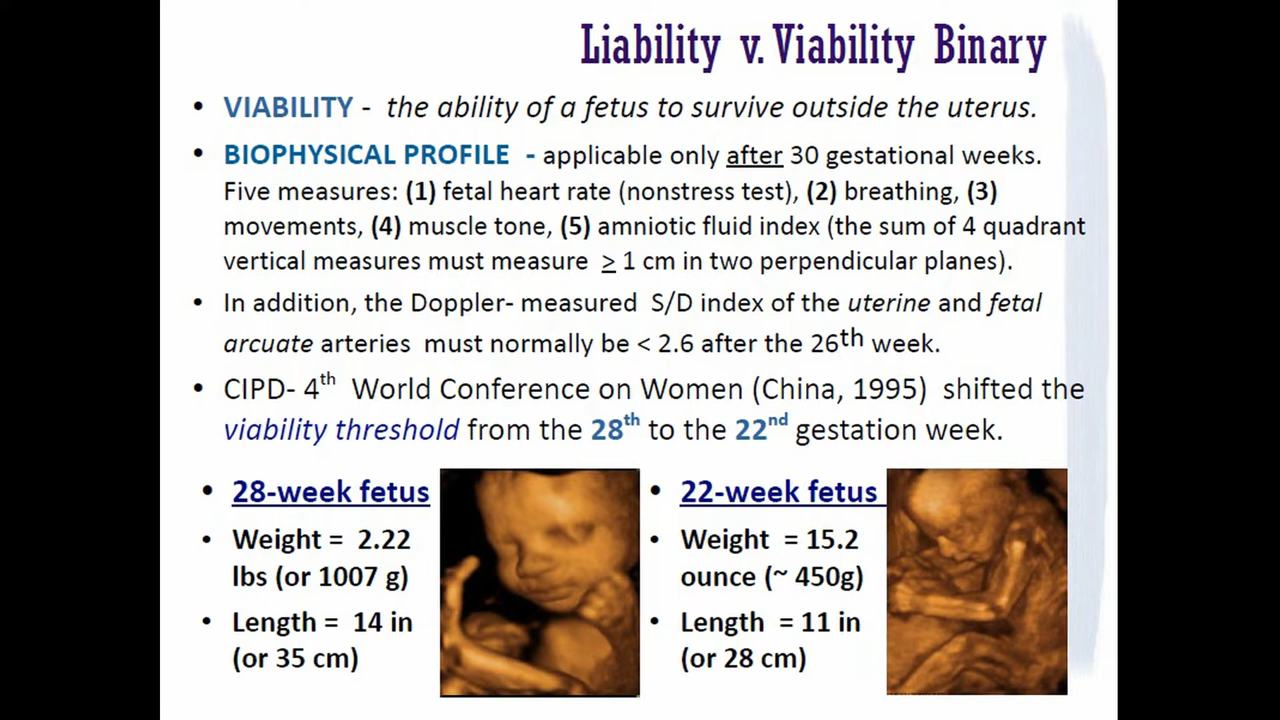 Liability v. Viability Binary
• VIABILITY - the ability of a fetus to survive outside the uterus.
• BIOPHYSICAL PROFILE - applicable only after 30 gestational weeks.
Five measures: (1) fetal heart rate (nonstress test), (2) breathing, (3)
movements, (4) muscle tone, (5) amniotic fluid index (the sum of 4 quadrant
vertical measures must measure ≥ 1 cm in two perpendicular planes).
• In addition, the Doppler- measured S/D index of the uterine and fetal
arcuate arteries must normally be < 2.6 after the 26th week.
• CIPD- 4th World Conference on Women (China, 1995) shifted the
viability threshold from the 28th to the 22nd gestation week.
• 28-week fetus
• Weight = 2.22
lbs (or 1007 g)
• Length = 14 in
(or 35 cm)
• 22-week fetus
• Weight = 15.2
ounce (~ 450g)
• Length = 11 in
(or 28 cm)